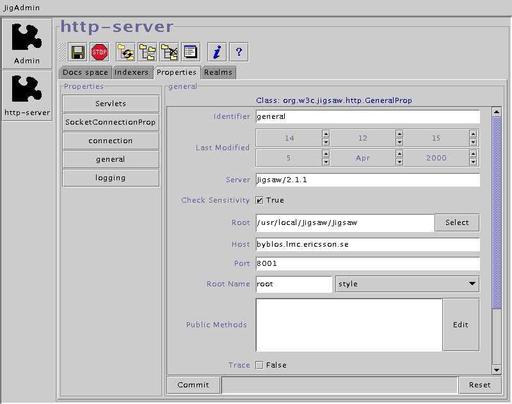 JigAdmin
Admin
http-server
http-server
STOP
i ?
Docs space Indexers Properties Realms
Properties
Servlets
SocketConnectionProp
connection
general
logging
general
Class: org.w3c.jigsaw.http.GeneralProp
Identifier general
Last Modified
14 12 15
5 Apr 2000
Server Jigsaw/2.1.1
Check Sensitivity True
Root /usr/local/Jigsaw/Jigsaw Select
Host byblos.lmc.ericsson.se
Port 8001
Root Name root style
Public Methods Edit
Trace False
Commit Reset